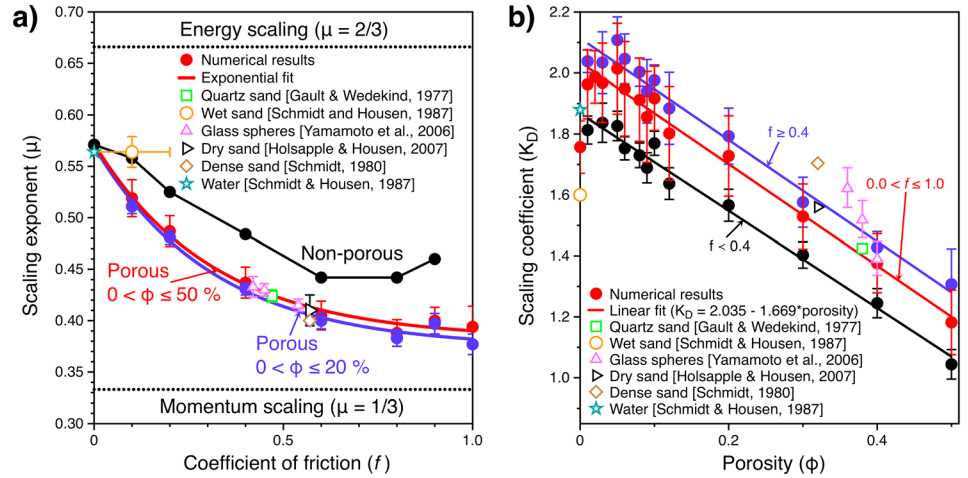 a)
0.70
0.65
0.60
0.55
0.50
0.45
0.40
0.35
0.30
Scaling exponent (μ)
Energy scaling (μ = 2/3)
Numerical results
Exponential fit
Quartz sand [Gault & Wedekind, 1977]
Wet sand [Schmidt and Housen, 1987]
Glass spheres [Yamamoto et al., 2006]
Dry sand [Holsapple & Housen, 2007]
Dense sand [Schmidt, 1980]
Water [Schmidt & Housen, 1987]
Non-porous
Porous
0 < ϕ ≤ 50 %
Porous
0 < ϕ ≤ 20 %
Momentum scaling (μ = 1/3)
0
0.5
1.0
Coefficient of friction (f)
b)
2.2
2.0
1.8
1.6
1.4
1.2
1.0
Scaling coefficient (K_D)
f ≥ 0.4
0.0 < f ≤ 1.0
f < 0.4
Numerical results
Linear fit (K_D = 2.035 - 1.669*porosity)
Quartz sand [Gault & Wedekind, 1977]
Wet sand [Schmidt & Housen, 1987]
Glass spheres [Yamamoto et al., 2006]
Dry sand [Holsapple & Housen, 2007]
Dense sand [Schmidt, 1980]
Water [Schmidt & Housen, 1987]
0
0.2
0.4
Porosity (ϕ)